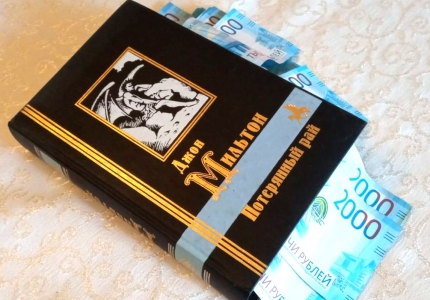 Джон
Мильтон
Потерянный рай
2000
2000
ЧИ РУБЛЕЙ